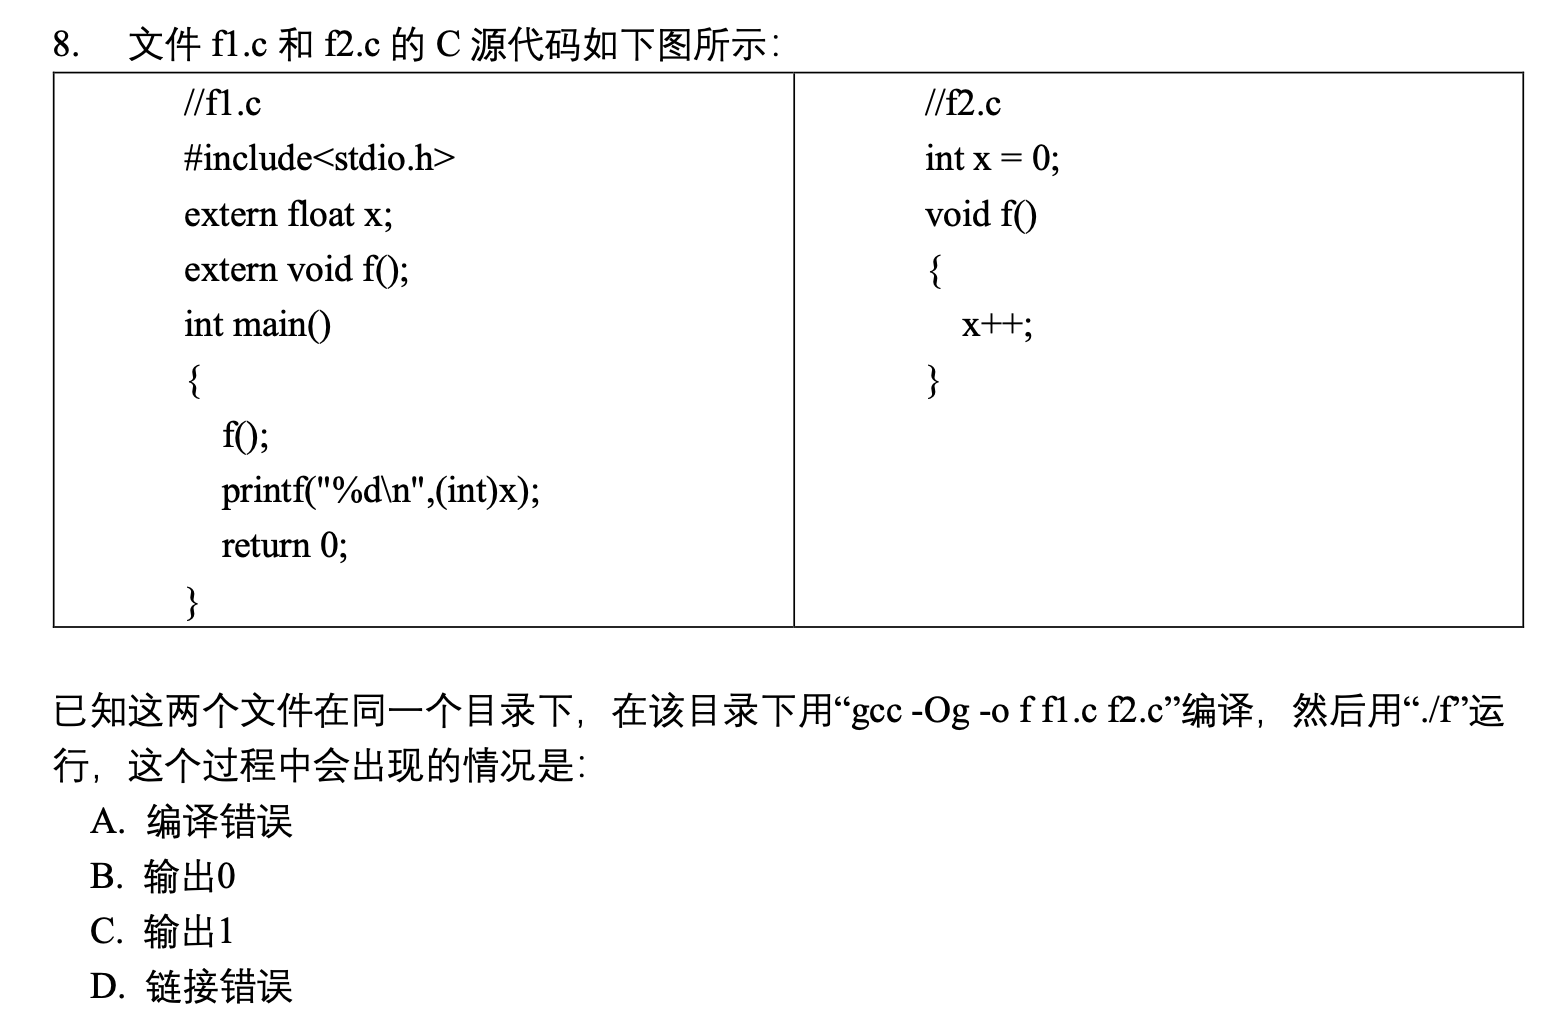 8. 文件 f1.c 和 f2.c 的 C 源代码如下图所示：
//f1.c
#include<stdio.h>
extern float x;
extern void f();
int main()
{
f();
printf("%d\n",(int)x);
return 0;
}
//f2.c
int x = 0;
void f()
{
x++;
}
已知这两个文件在同一个目录下，在该目录下用“gcc -Og -o f f1.c f2.c”编译，然后用“./f”运
行，这个过程中会出现的情况是：
A. 编译错误
B. 输出0
C. 输出1
D. 链接错误